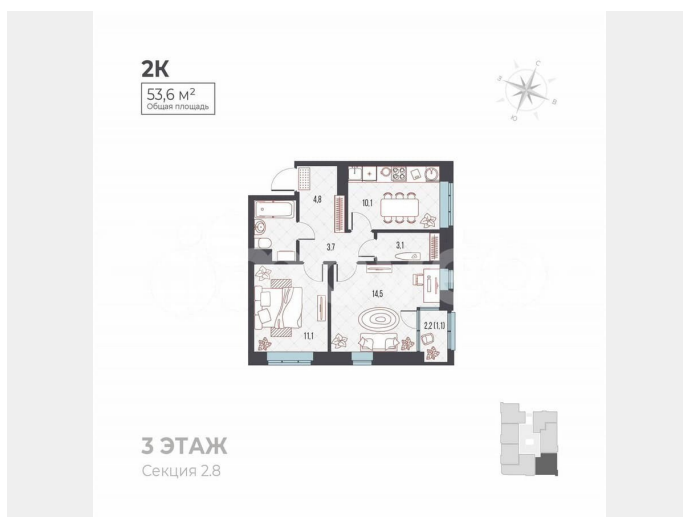 2К
53,6 м²
Общая площадь
С
В
Ю
4,8
10,1
3,7
3,1
14,5
11,1
2,2 (1,1)
3 ЭТАЖ
Секция 2.8